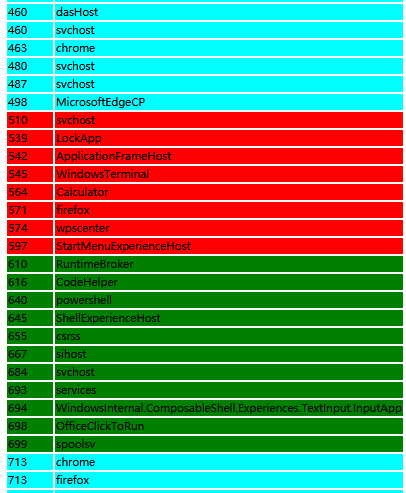 460 dasHost
460 svchost
463 chrome
480 svchost
487 svchost
498 MicrosoftEdgeCP
510 svchost
539 LockApp
542 ApplicationFrameHost
545 WindowsTerminal
564 Calculator
571 firefox
574 wpscenter
597 StartMenuExperienceHost
610 RuntimeBroker
616 CodeHelper
640 powershell
645 ShellExperienceHost
655 csrss
667 sihost
684 svchost
693 services
694 WindowsInternal.ComposableShell.Experiences.TextInput.InputApp
698 OfficeClickToRun
699 spoolsv
713 chrome
713 firefox